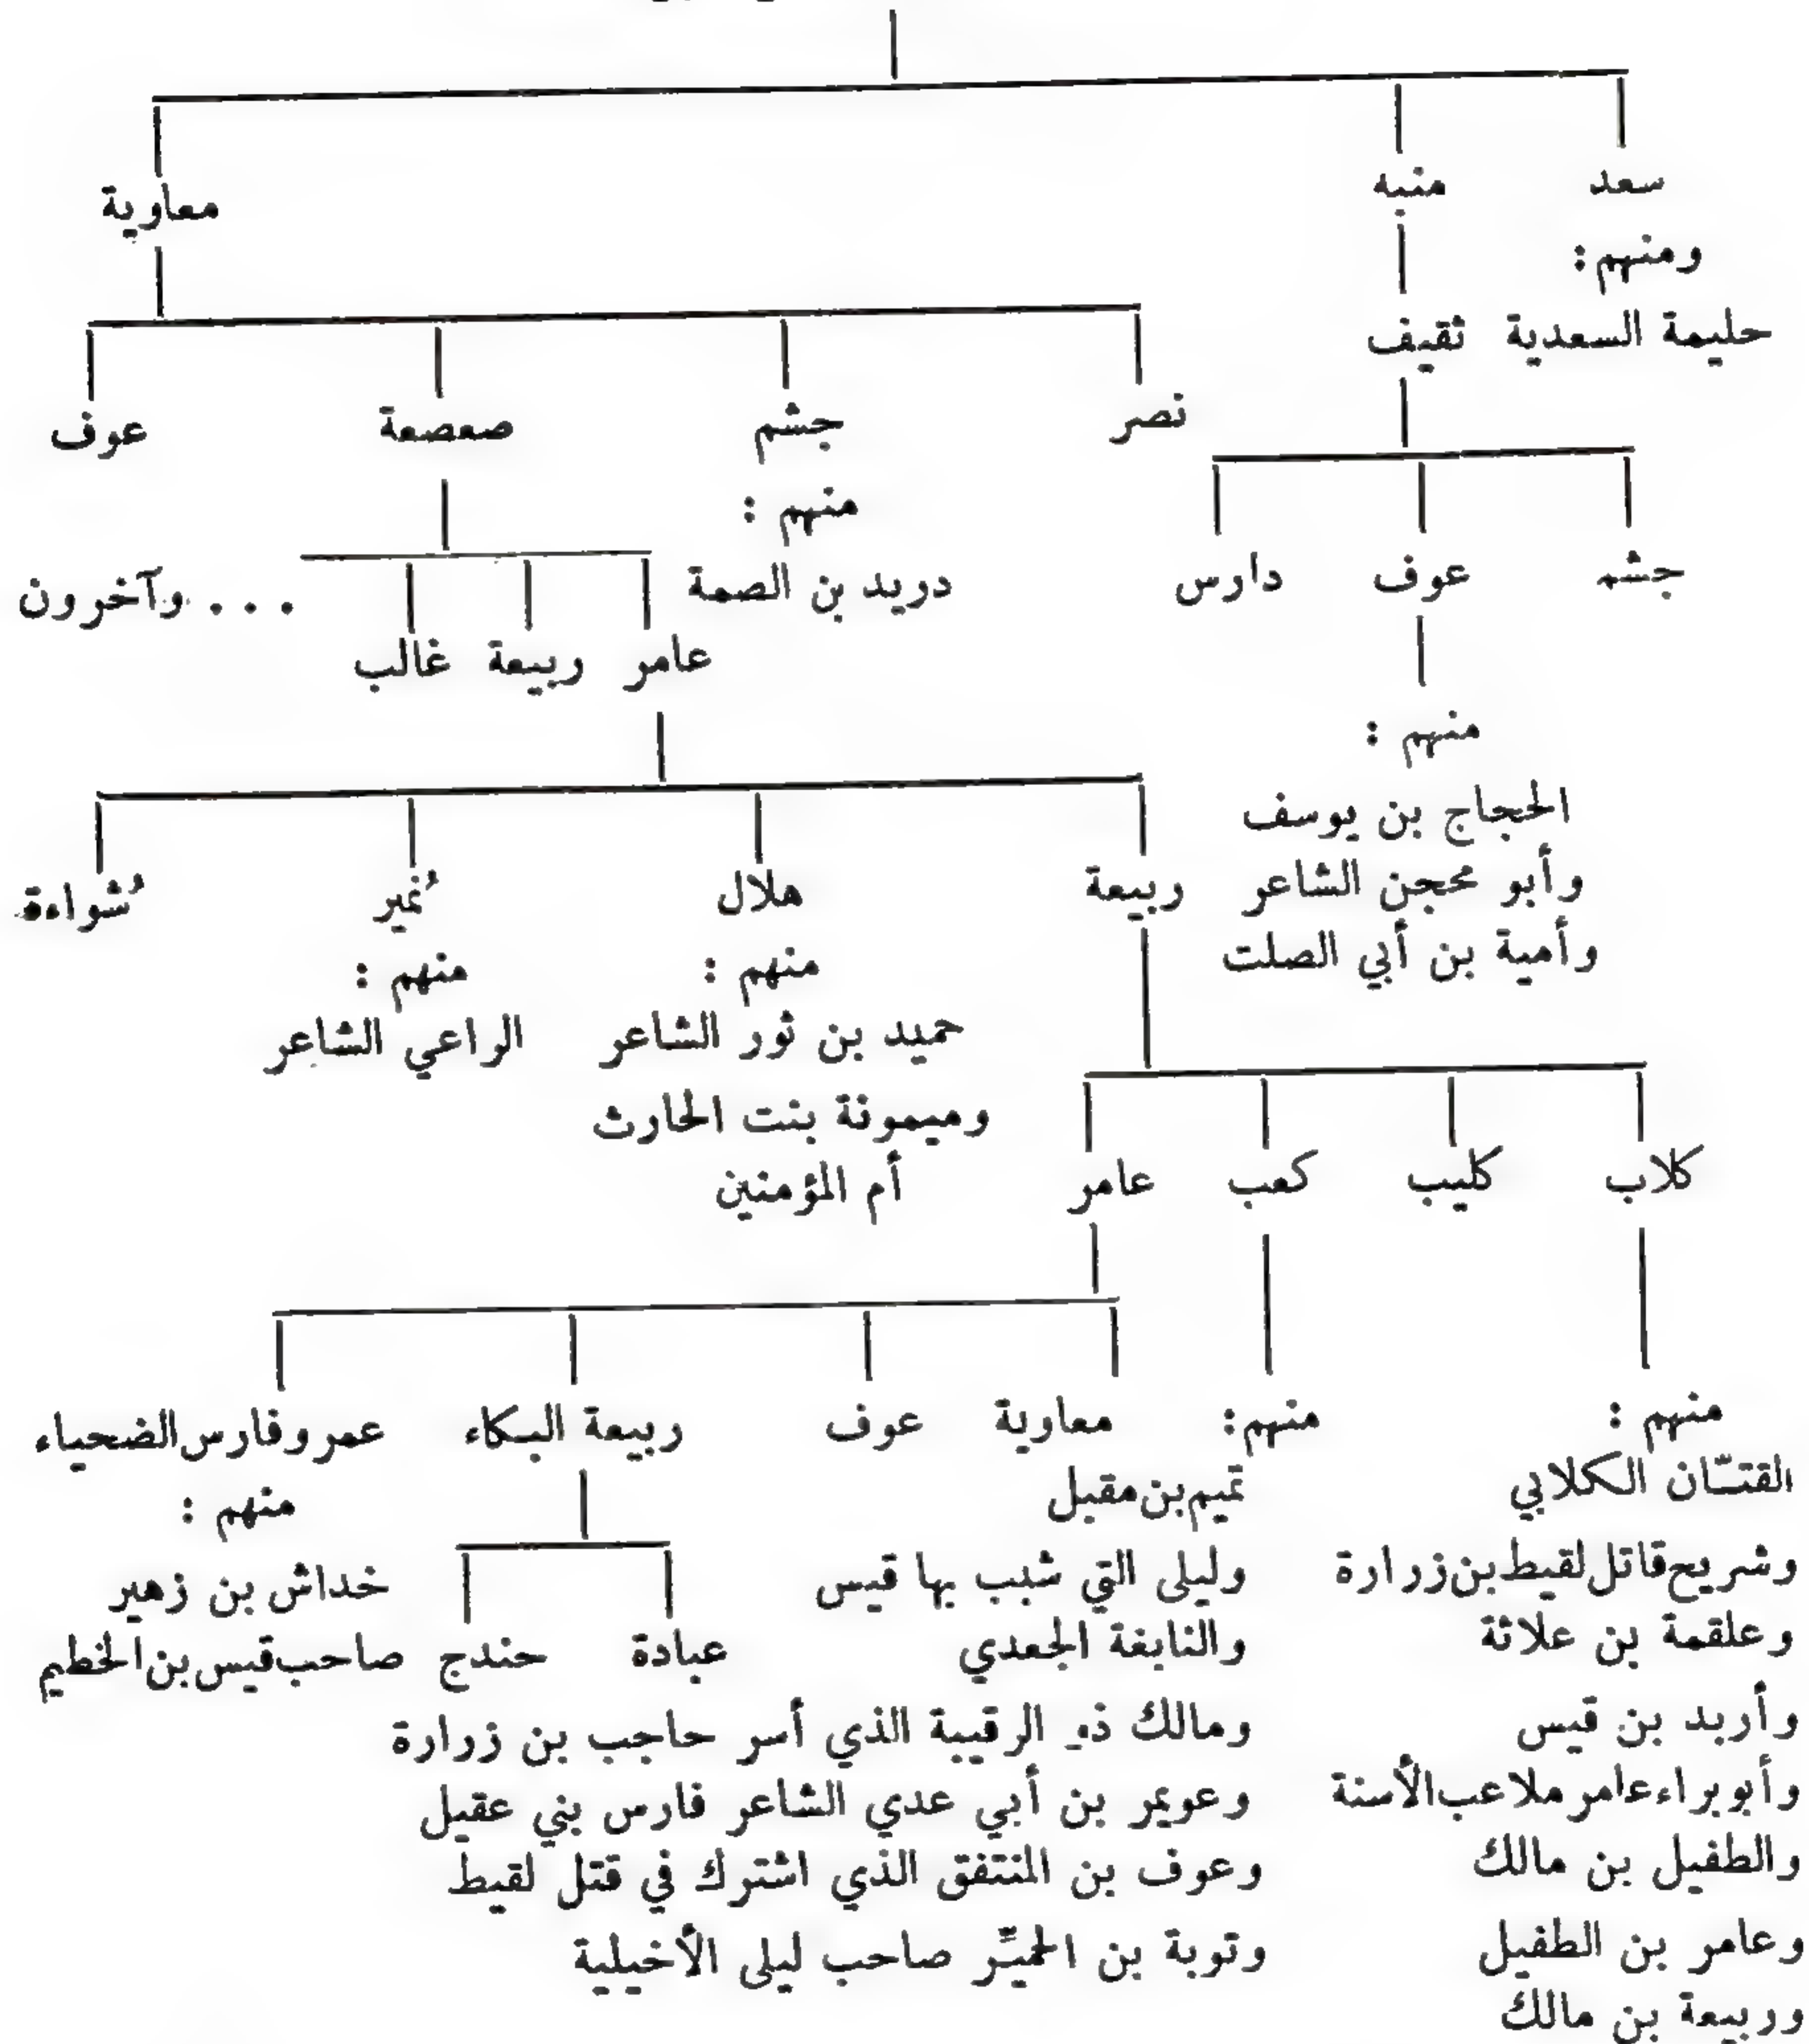 سعد
منبه
معاوية
ومنهم :
حليمة السعدية
ثقيف
نصر
جشم
صعصعة
عوف
منهم :
دريد بن الصمة
جشم
عوف
دارس
عامر
ربيعة
غالب
... وآخرون
منهم :
الحجاج بن يوسف
وأبو محجن الشاعر
وأمية بن أبي الصلت
ربيعة
هلال
نُمير
شُواءة
منهم :
حميد بن ثور الشاعر
وميمونة بنت الحارث
أم المؤمنين
منهم :
الراعي الشاعر
كلاب
كليب
كعب
عامر
منهم :
القتّان الكلابي
وشريح قاتل لقيط بن زرارة
وعلقمة بن علاثة
وأربد بن قيس
وأبو براء عامر ملاعب الأسنة
والطفيل بن مالك
وعامر بن الطفيل
وربيعة بن مالك
منهم :
تميم بن مقبل
وليلى التي شبب بها قيس
والنابغة الجعدي
ومالك ذو الرقيبة الذي أسر حاجب بن زرارة
وعويمر بن أبي عدي الشاعر فارس بني عقيل
وعوف بن المنتفق الذي اشترك في قتل لقيط
وتوبة بن الحميّر صاحب ليلى الأخيلية
معاوية
عوف
ربيعة البكاء
عمرو فارس الضحياء
عبادة
حندج
منهم :
خداش بن زهير
صاحب قيس بن الخطيم